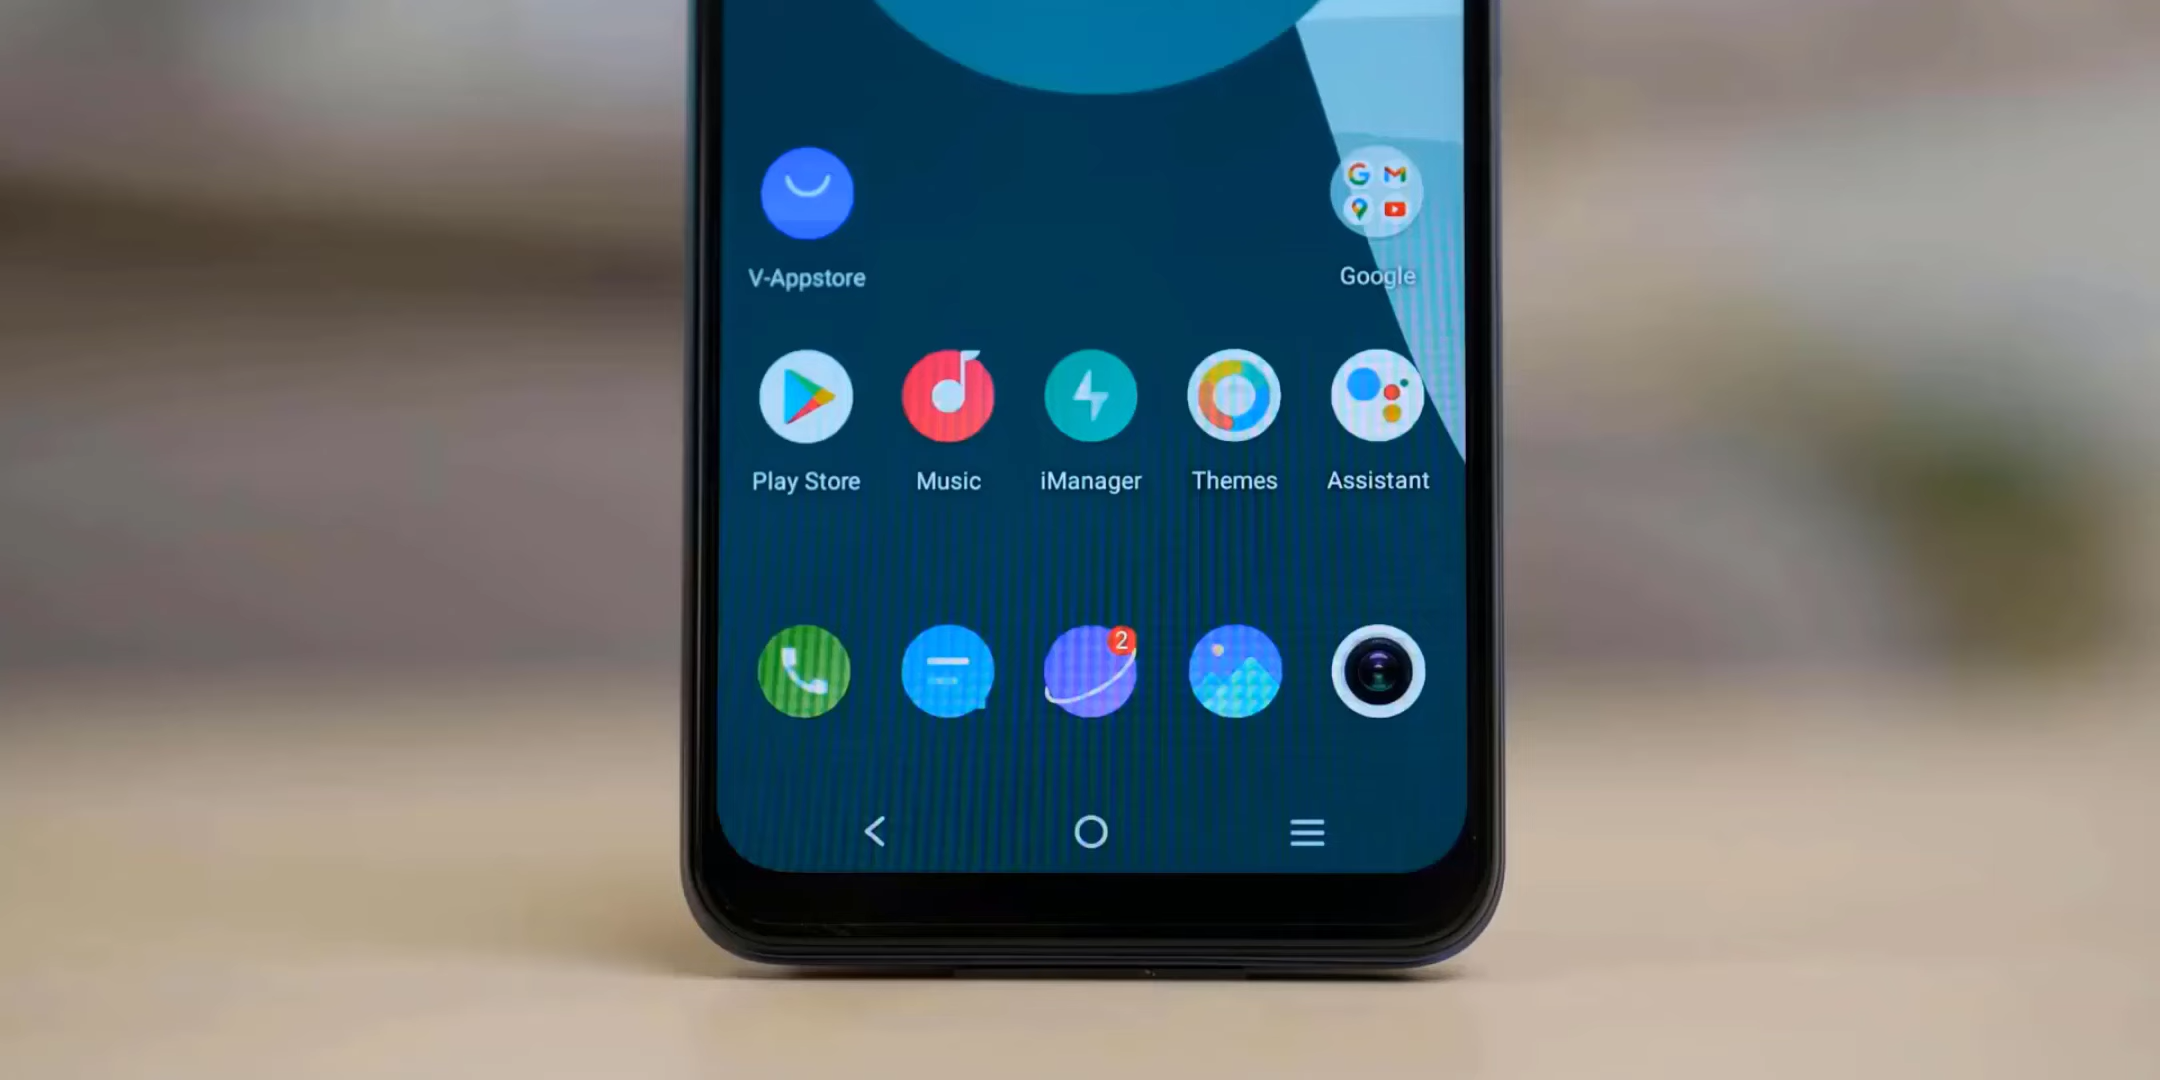 V-Appstore
Google
Play Store
Music
iManager
Themes
Assistant
2